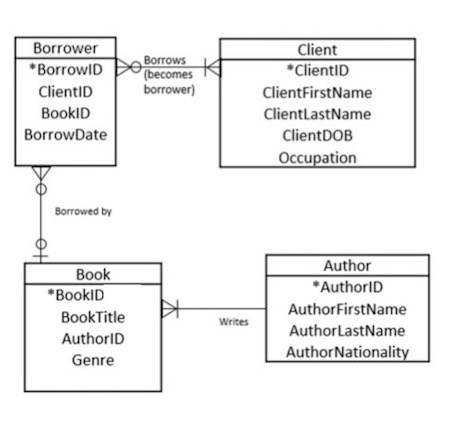 Borrower
*BorrowID
ClientID
BookID
BorrowDate
Borrows
(becomes
borrower)
Client
*ClientID
ClientFirstName
ClientLastName
ClientDOB
Occupation
Borrowed by
Book
*BookID
BookTitle
AuthorID
Genre
Writes
Author
*AuthorID
AuthorFirstName
AuthorLastName
AuthorNationality